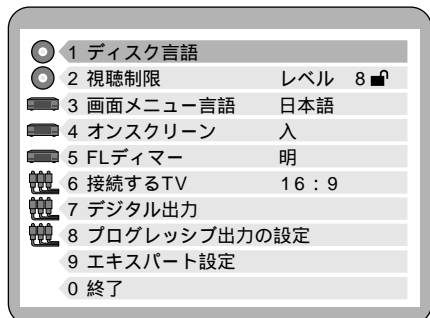 1 ディスク言語
2 視聴制限 レベル 8
3 画面メニュー言語 日本語
4 オンスクリーン 入
5 FLディマー 明
6 接続するTV 16：9
7 デジタル出力
8 プログレッシブ出力の設定
9 エキスパート設定
0 終了